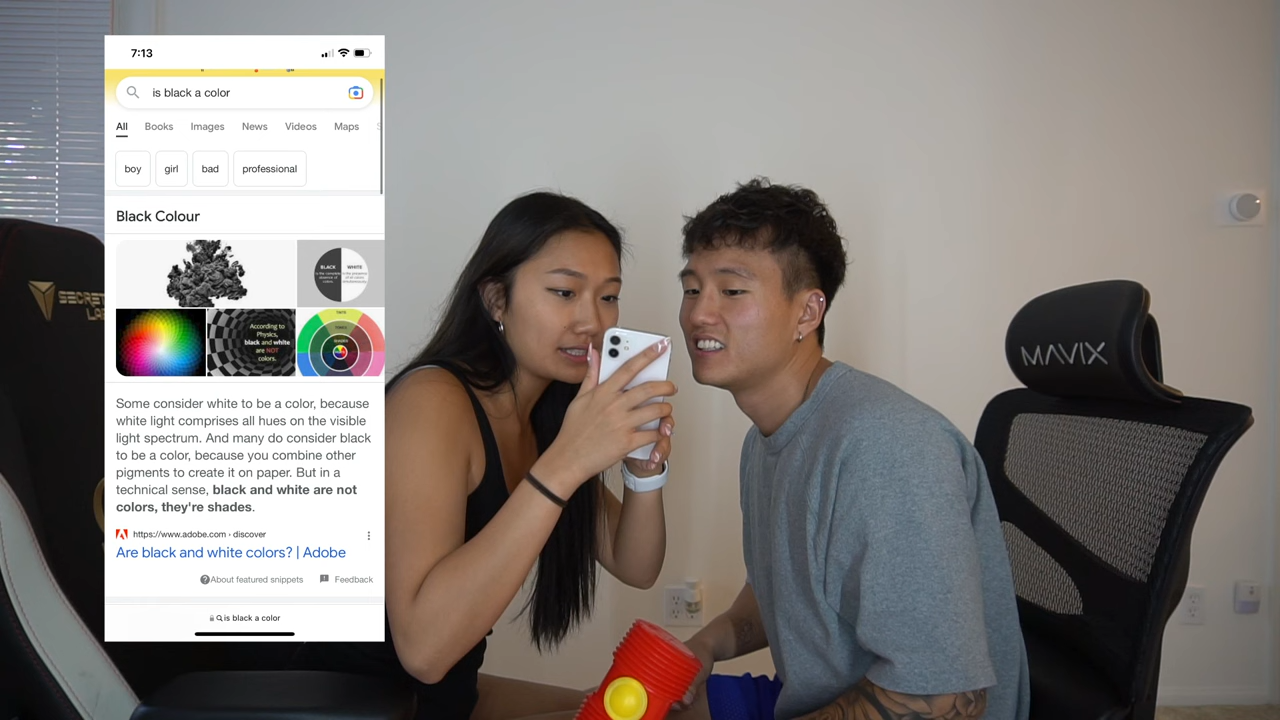 7:13
is black a color
All Books Images News Videos Maps
boy girl bad professional
Black Colour
BLACK WHITE
According to
Physics,
black and white
are NOT
colors.
Some consider white to be a color, because
white light comprises all hues on the visible
light spectrum. And many do consider black
to be a color, because you combine other
pigments to create it on paper. But in a
technical sense, black and white are not
colors, they're shades.
https://www.adobe.com › discover
Are black and white colors? | Adobe
About featured snippets Feedback
is black a color
MAVIX